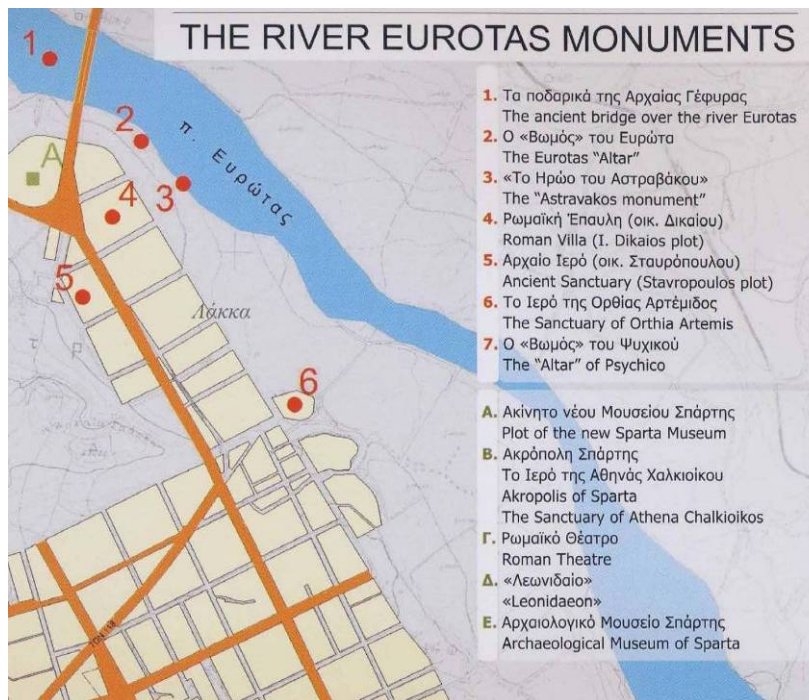 THE RIVER EUROTAS MONUMENTS
1
2
3
4
5
6
A
π. Ευρώτας
Λάκκα
1. Τα ποδαρικά της Αρχαίας Γέφυρας
The ancient bridge over the river Eurotas
2. Ο «Βωμός» του Ευρώτα
The Eurotas "Altar"
3. «Το Ηρώο του Αστραβάκου»
The "Astravakos monument"
4. Ρωμαϊκή Έπαυλη (οικ. Δικαίου)
Roman Villa (I. Dikaios plot)
5. Αρχαίο Ιερό (οικ. Σταυρόπουλου)
Ancient Sanctuary (Stavropoulos plot)
6. Το Ιερό της Ορθίας Αρτέμιδος
The Sanctuary of Orthia Artemis
7. Ο «Βωμός» του Ψυχικού
The "Altar" of Psychico
Α. Ακίνητο νέου Μουσείου Σπάρτης
Plot of the new Sparta Museum
Β. Ακρόπολη Σπάρτης
Το Ιερό της Αθηνάς Χαλκιοίκου
Akropolis of Sparta
The Sanctuary of Athena Chalkioikos
Γ. Ρωμαϊκό Θέατρο
Roman Theatre
Δ. «Λεωνιδαίο»
«Leonidaeon»
Ε. Αρχαιολογικό Μουσείο Σπάρτης
Archaeological Museum of Sparta